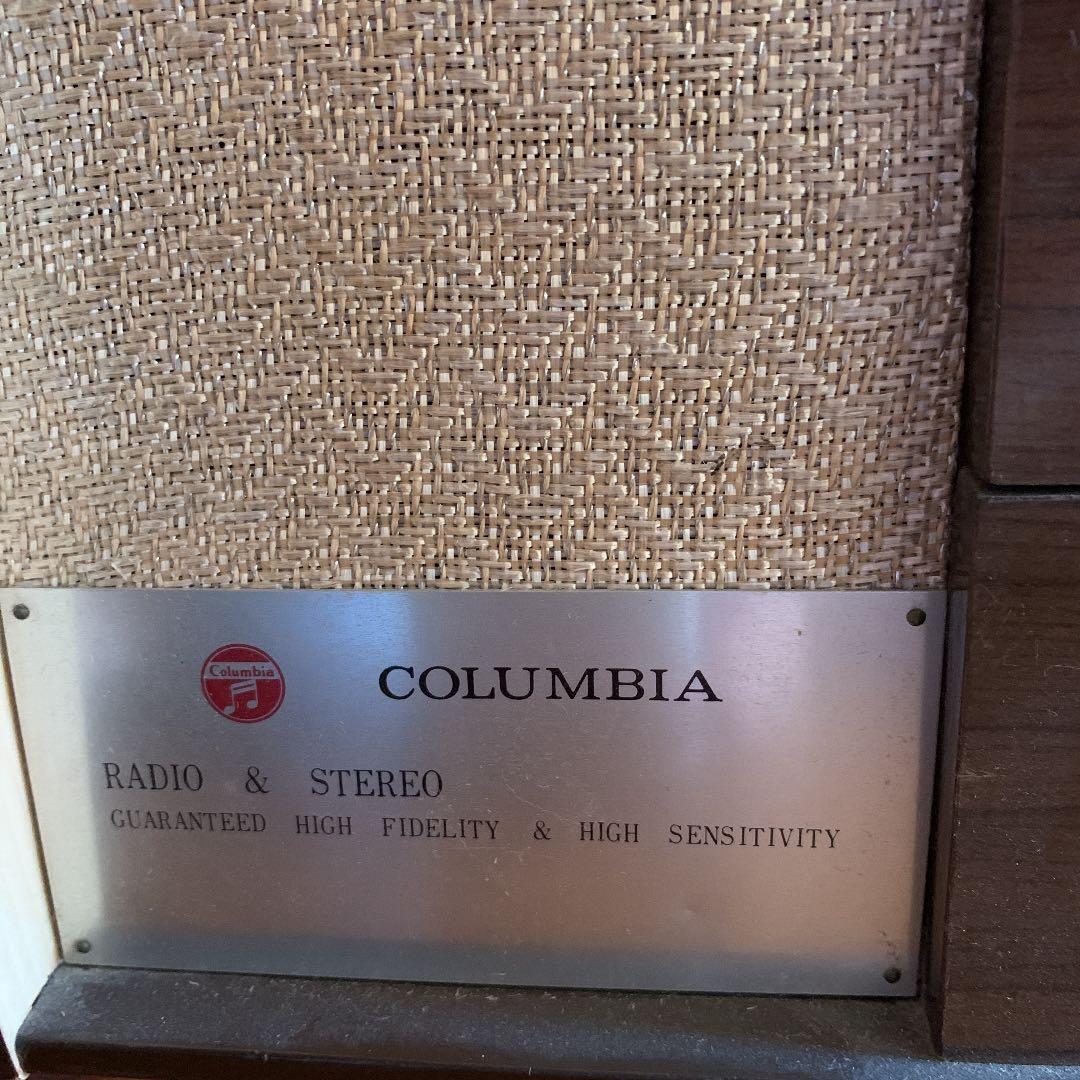 Columbia
COLUMBIA
RADIO & STEREO
GUARANTEED HIGH FIDELITY & HIGH SENSITIVITY